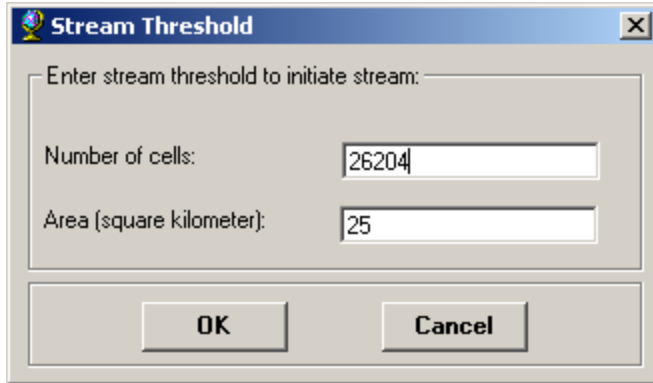 Stream Threshold
Enter stream threshold to initiate stream:
Number of cells: 26204
Area (square kilometer): 25
OK Cancel